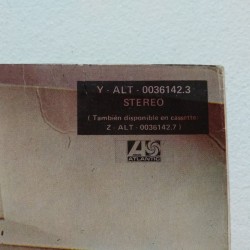 Y - ALT - 0036142.3
STEREO
( También disponible en cassette
Z - ALT - 0036142.7 )
ATLANTIC